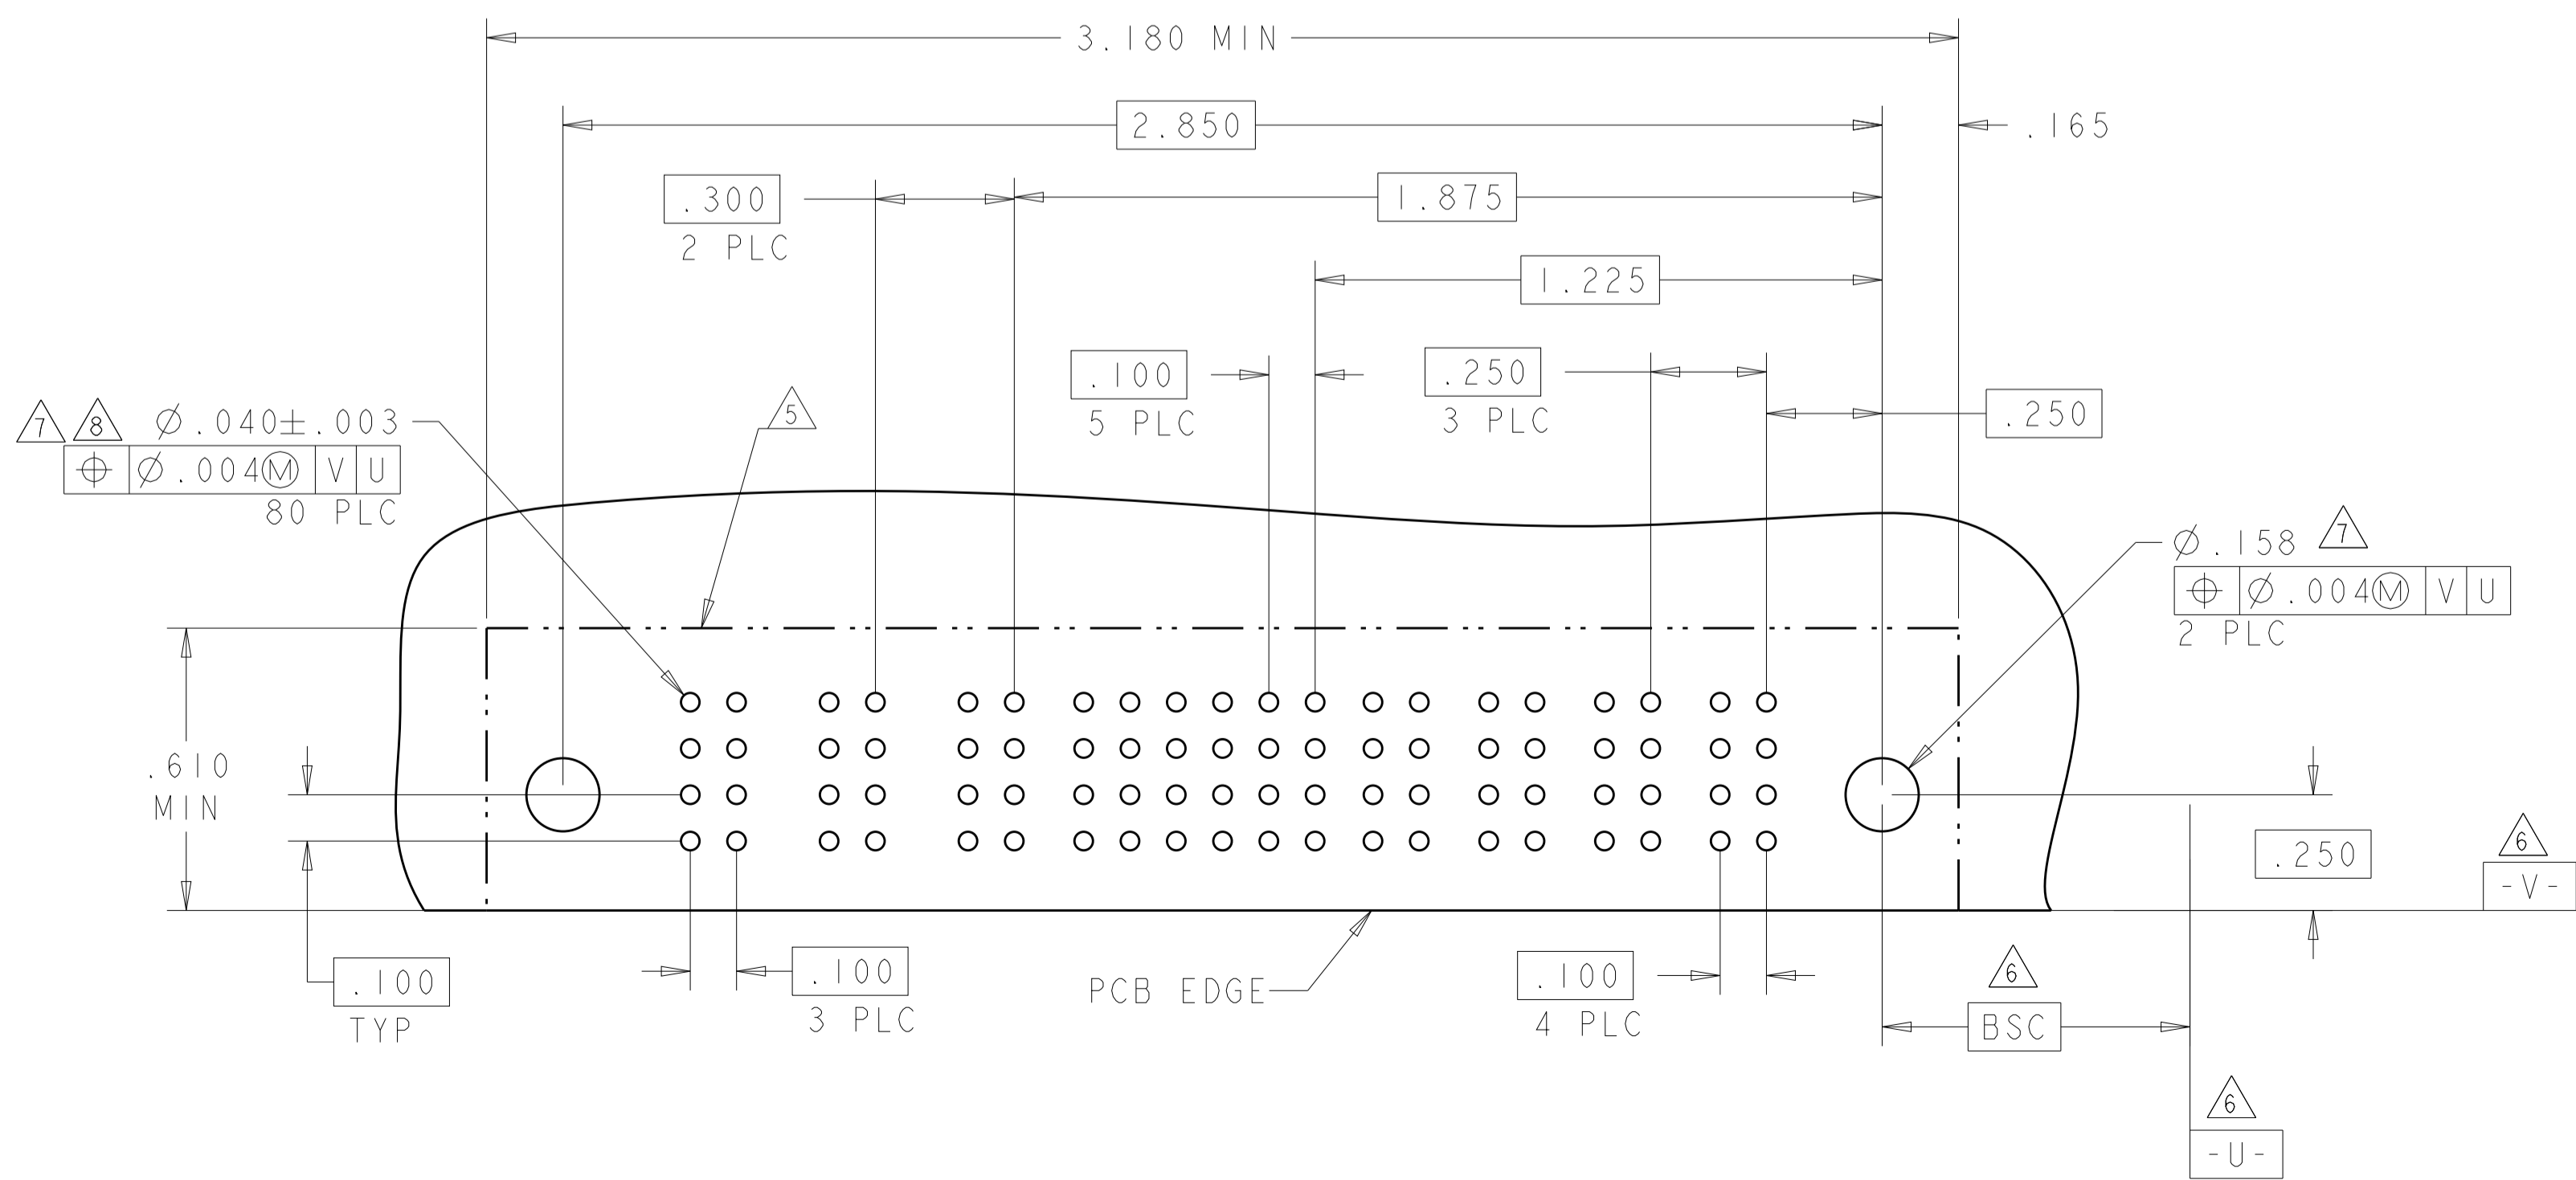 3.180 MIN
2.850
.165
.300
2 PLC
1.875
1.225
.100
5 PLC
.250
3 PLC
.250
7 8 Ø.040±.003
⌖ Ø.004Ⓜ V U
80 PLC
5
Ø.158 7
⌖ Ø.004Ⓜ V U
2 PLC
.610
MIN
.250
6
-V-
.100
TYP
.100
3 PLC
PCB EDGE
.100
4 PLC
6
BSC
6
-U-